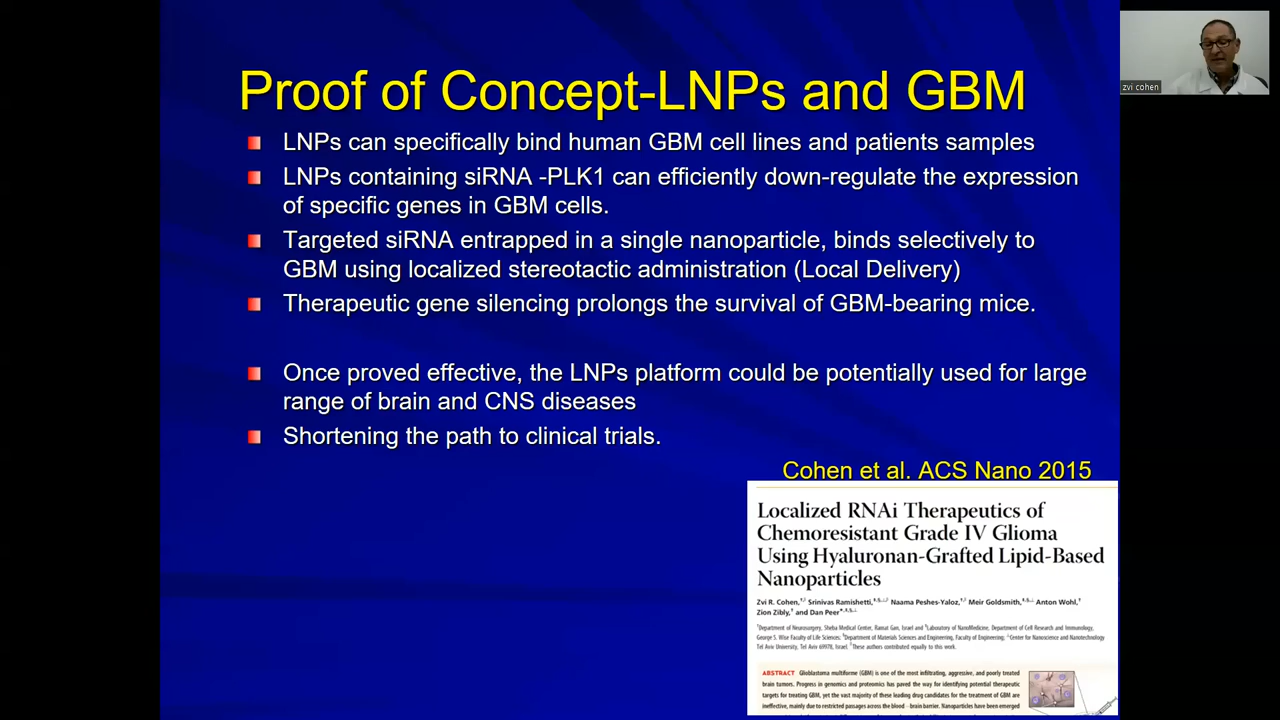 Proof of Concept-LNPs and GBM
LNPs can specifically bind human GBM cell lines and patients samples
LNPs containing siRNA -PLK1 can efficiently down-regulate the expression
of specific genes in GBM cells.
Targeted siRNA entrapped in a single nanoparticle, binds selectively to
GBM using localized stereotactic administration (Local Delivery)
Therapeutic gene silencing prolongs the survival of GBM-bearing mice.
Once proved effective, the LNPs platform could be potentially used for large
range of brain and CNS diseases
Shortening the path to clinical trials.
Cohen et al. ACS Nano 2015
Localized RNAi Therapeutics of
Chemoresistant Grade IV Glioma
Using Hyaluronan-Grafted Lipid-Based
Nanoparticles
Zvi R. Cohen, Srinivas Ramishetti, Naama Peshes-Yaloz, Meir Goldsmith, Anton Wohl,
Zion Zibly, and Dan Peer
Department of Neurosurgery, Sheba Medical Center, Ramat Gan, Israel and Laboratory of NanoMedicine, Department of Cell Research and Immunology,
George S. Wise Faculty of Life Sciences; Department of Materials Sciences and Engineering, Faculty of Engineering, Center for Nanoscience and Nanotechnology
Tel Aviv University, Tel Aviv 69978, Israel. These authors contributed equally to this work.
ABSTRACT Glioblastoma multiforme (GBM) is one of the most infiltrating, aggressive, and poorly treated
brain tumors. Progress in genomics and proteomics has paved the way for identifying potential therapeutic
targets for treating GBM, yet the vast majority of these leading drug candidates for the treatment of GBM are
ineffective, mainly due to restricted passages across the blood-brain barrier. Nanoparticles have been emerged
zvi cohen